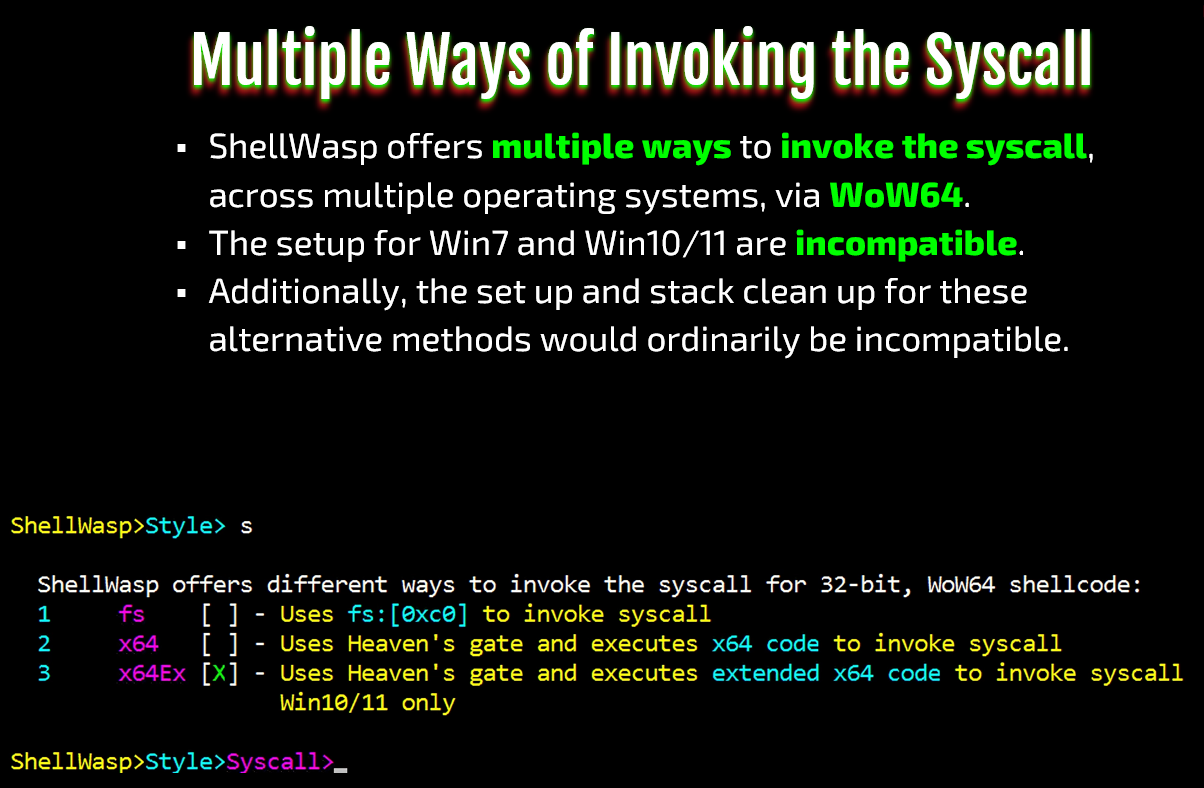 Multiple Ways of Invoking the Syscall
▪ ShellWasp offers multiple ways to invoke the syscall,
across multiple operating systems, via WoW64.
▪ The setup for Win7 and Win10/11 are incompatible.
▪ Additionally, the set up and stack clean up for these
alternative methods would ordinarily be incompatible.
ShellWasp>Style> s
ShellWasp offers different ways to invoke the syscall for 32-bit, WoW64 shellcode:
1 fs [ ] - Uses fs:[0xc0] to invoke syscall
2 x64 [ ] - Uses Heaven's gate and executes x64 code to invoke syscall
3 x64Ex [X] - Uses Heaven's gate and executes extended x64 code to invoke syscall
Win10/11 only
ShellWasp>Style>Syscall>_